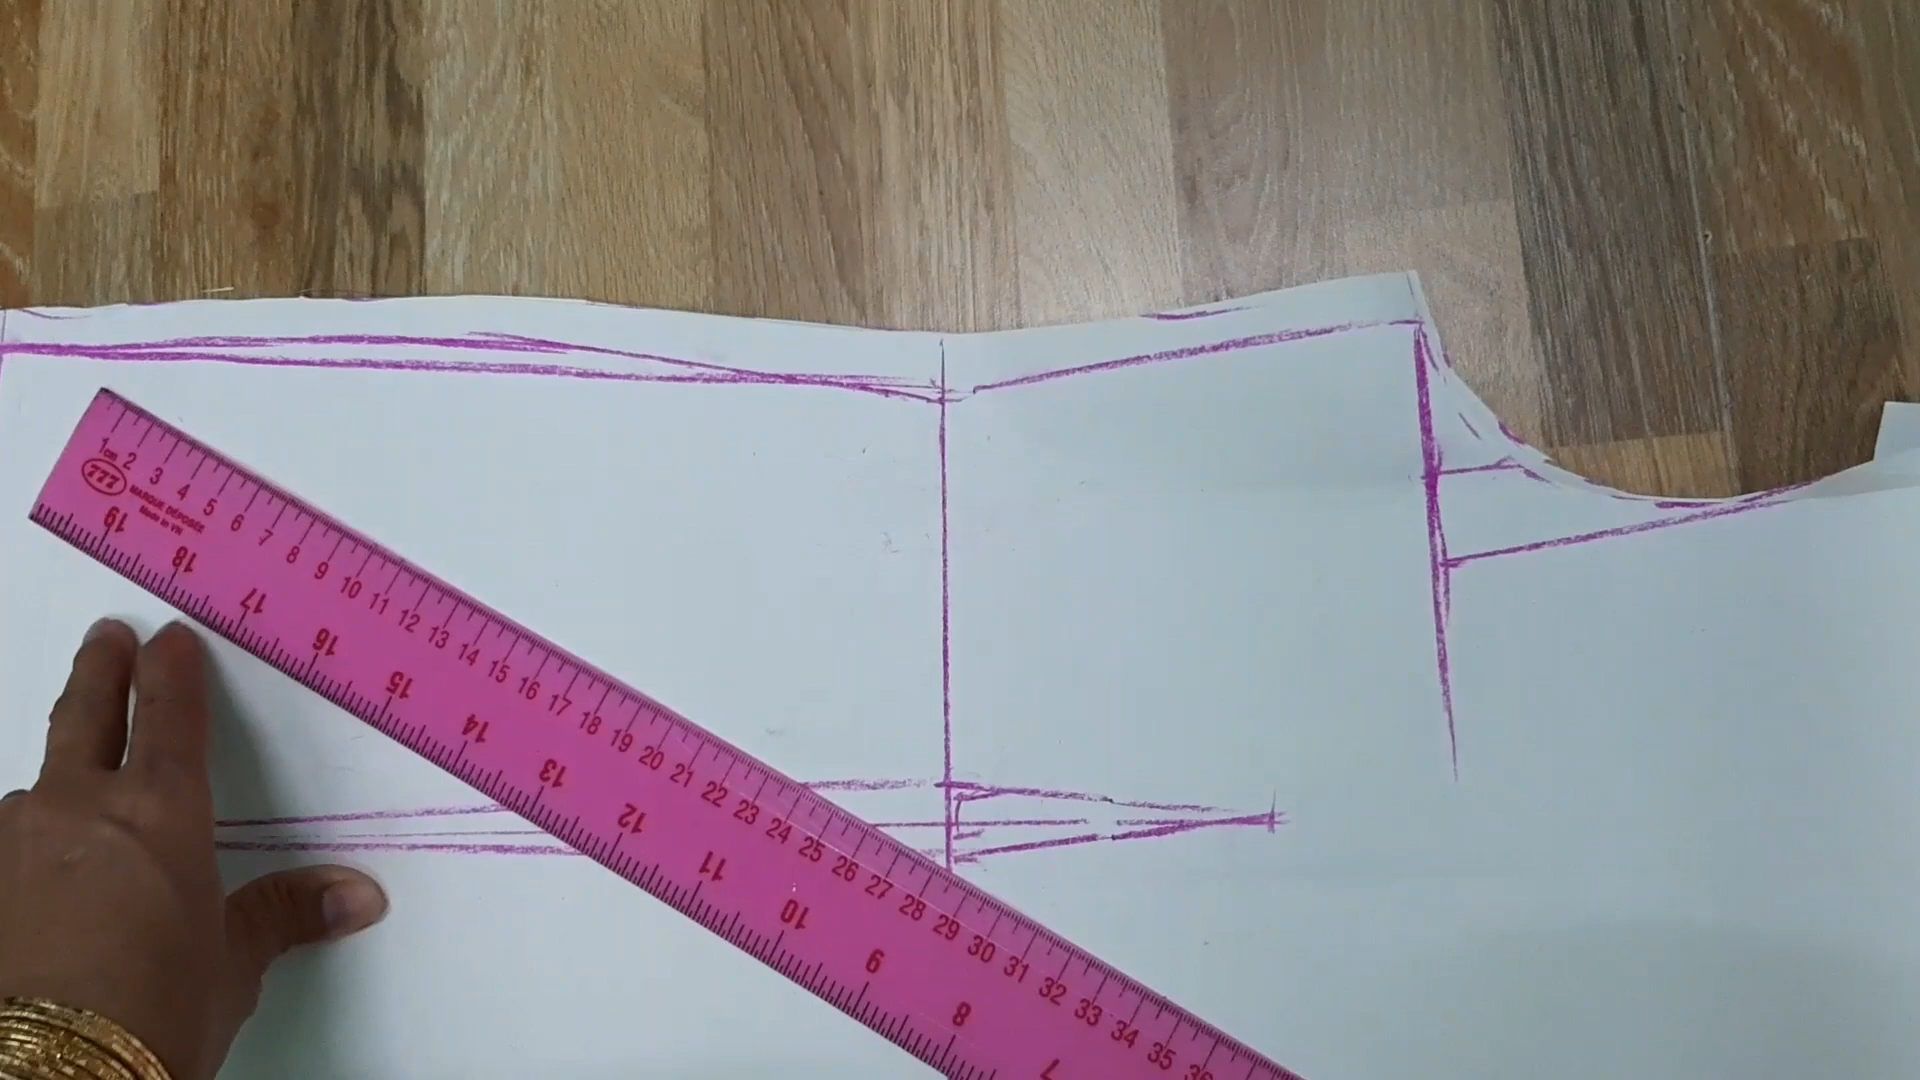 1cm 2 3 4 5 6 7 8 9 10 11 12 13 14 15 16 17 18 19 20 21 22 23 24 25 26 27 28 29 30 31 32 33 34 35 36
777
MARQUE DÉPOSÉE
Made in VN
19 18 17 16 15 14 13 12 11 10 9 8 7